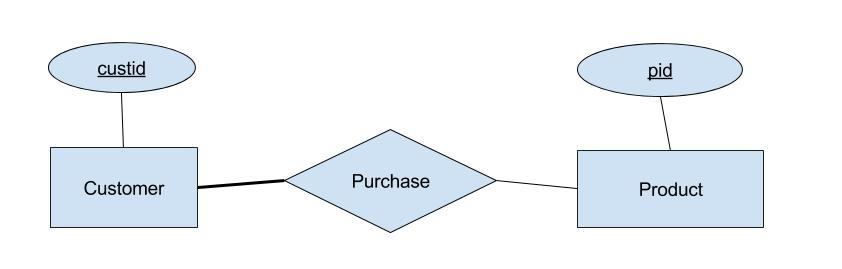 custid
pid
Customer
Purchase
Product